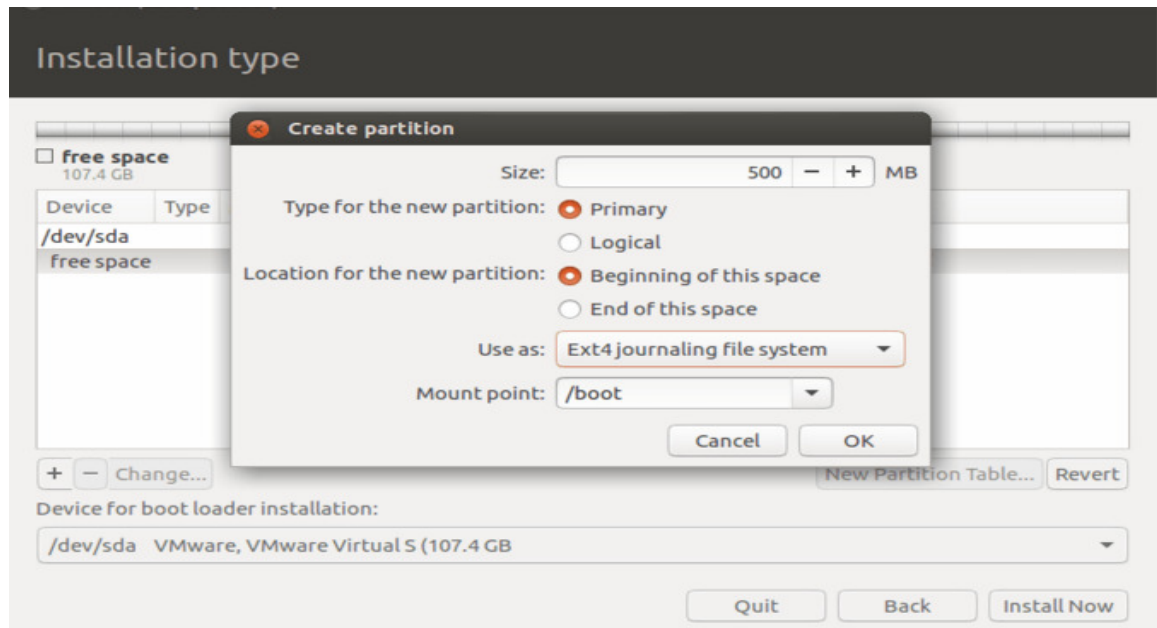 Installation type
Create partition
free space
107.4 GB
Size: 500 − + MB
Device Type
Type for the new partition: Primary
/dev/sda
Logical
free space
Location for the new partition: Beginning of this space
End of this space
Use as: Ext4 journaling file system
Mount point: /boot
Cancel OK
+ − Change... New Partition Table... Revert
Device for boot loader installation:
/dev/sda VMware, VMware Virtual S (107.4 GB
Quit Back Install Now